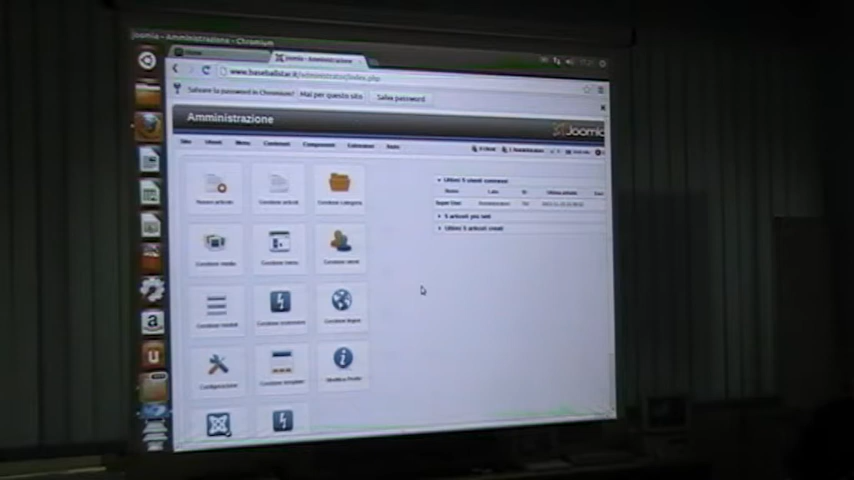 Joomla - Amministrazione - Chromium
Joomla - Amministrazione
www.baseballstar.it/administrator/index.php
Salvare la password in Chromium?
Mai per questo sito
Salva password
Amministrazione
Joomla
Menu
Contenuti
Componenti
Estensioni
Nuovo articolo
Gestione articoli
Gestione categorie
Ultimi 5 utenti connessi
Nome
Super User
5 articoli più letti
Ultimi 5 articoli creati
Gestione media
Gestione menu
Gestione utenti
Gestione moduli
Gestione estensioni
Gestione lingue
Configurazione
Gestione template
Modifica Profilo